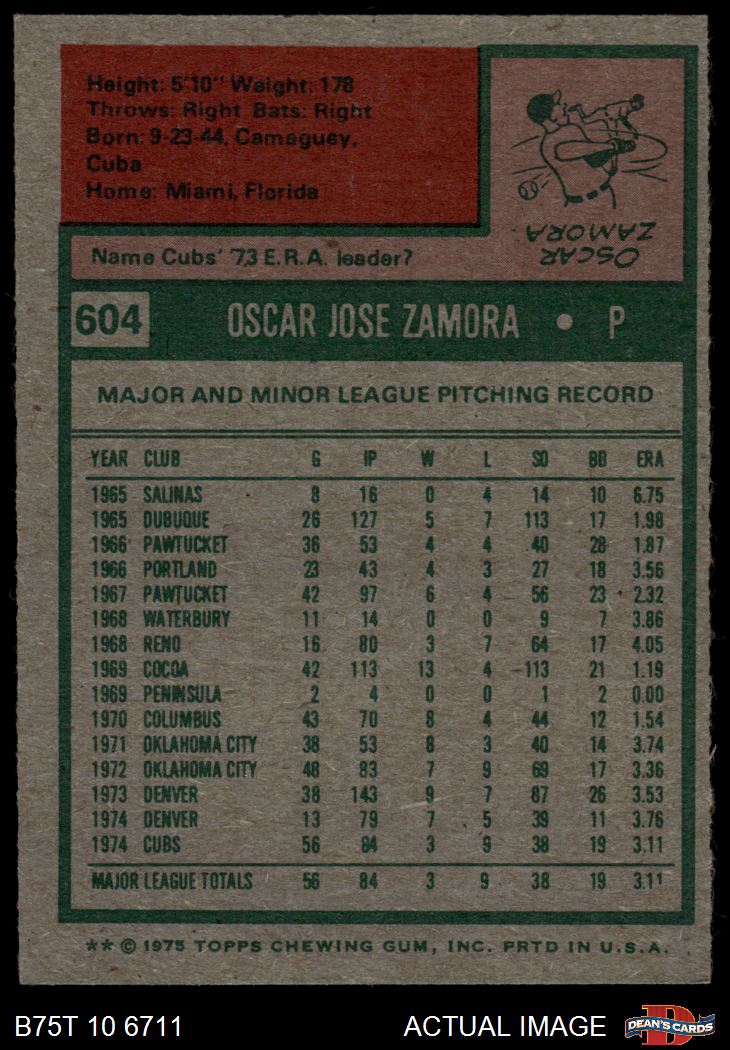 Height: 5'10" Weight: 178
Throws: Right Bats: Right
Born: 9-23-44, Camaguey,
Cuba
Home: Miami, Florida
Name Cubs' '73 E.R.A. leader?
OSCAR
ZAMORA
604 OSCAR JOSE ZAMORA • P
MAJOR AND MINOR LEAGUE PITCHING RECORD
YEAR CLUB G IP W L SO BB ERA
1965 SALINAS 8 16 0 4 14 10 6.75
1965 DUBUQUE 26 127 5 7 113 17 1.98
1966 PAWTUCKET 36 53 4 4 40 28 1.87
1966 PORTLAND 23 43 4 3 27 18 3.56
1967 PAWTUCKET 42 97 6 4 56 23 2.32
1968 WATERBURY 11 14 0 0 9 7 3.86
1968 RENO 16 80 3 7 64 17 4.05
1969 COCOA 42 113 13 4 113 21 1.19
1969 PENINSULA 2 4 0 0 1 2 0.00
1970 COLUMBUS 43 70 8 4 44 12 1.54
1971 OKLAHOMA CITY 38 53 8 3 40 14 3.74
1972 OKLAHOMA CITY 48 83 7 9 69 17 3.36
1973 DENVER 38 143 9 7 87 26 3.53
1974 DENVER 13 79 7 5 39 11 3.76
1974 CUBS 56 84 3 9 38 19 3.11
MAJOR LEAGUE TOTALS 56 84 3 9 38 19 3.11
** © 1975 TOPPS CHEWING GUM, INC. PRTD IN U.S.A.
B75T 10 6711 ACTUAL IMAGE DEAN'S CARDS